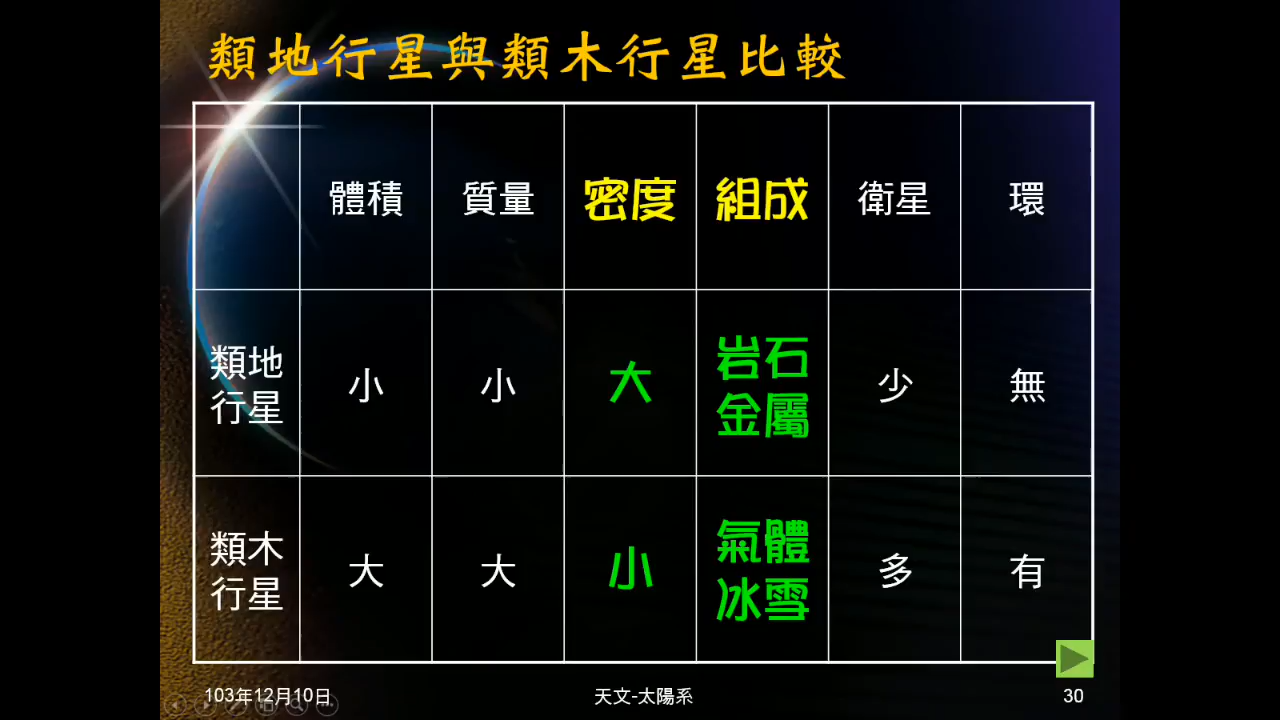 類地行星與類木行星比較
體積 質量 密度 組成 衛星 環
類地行星 小 小 大 岩石金屬 少 無
類木行星 大 大 小 氣體冰雪 多 有
103年12月10日 天文-太陽系 30